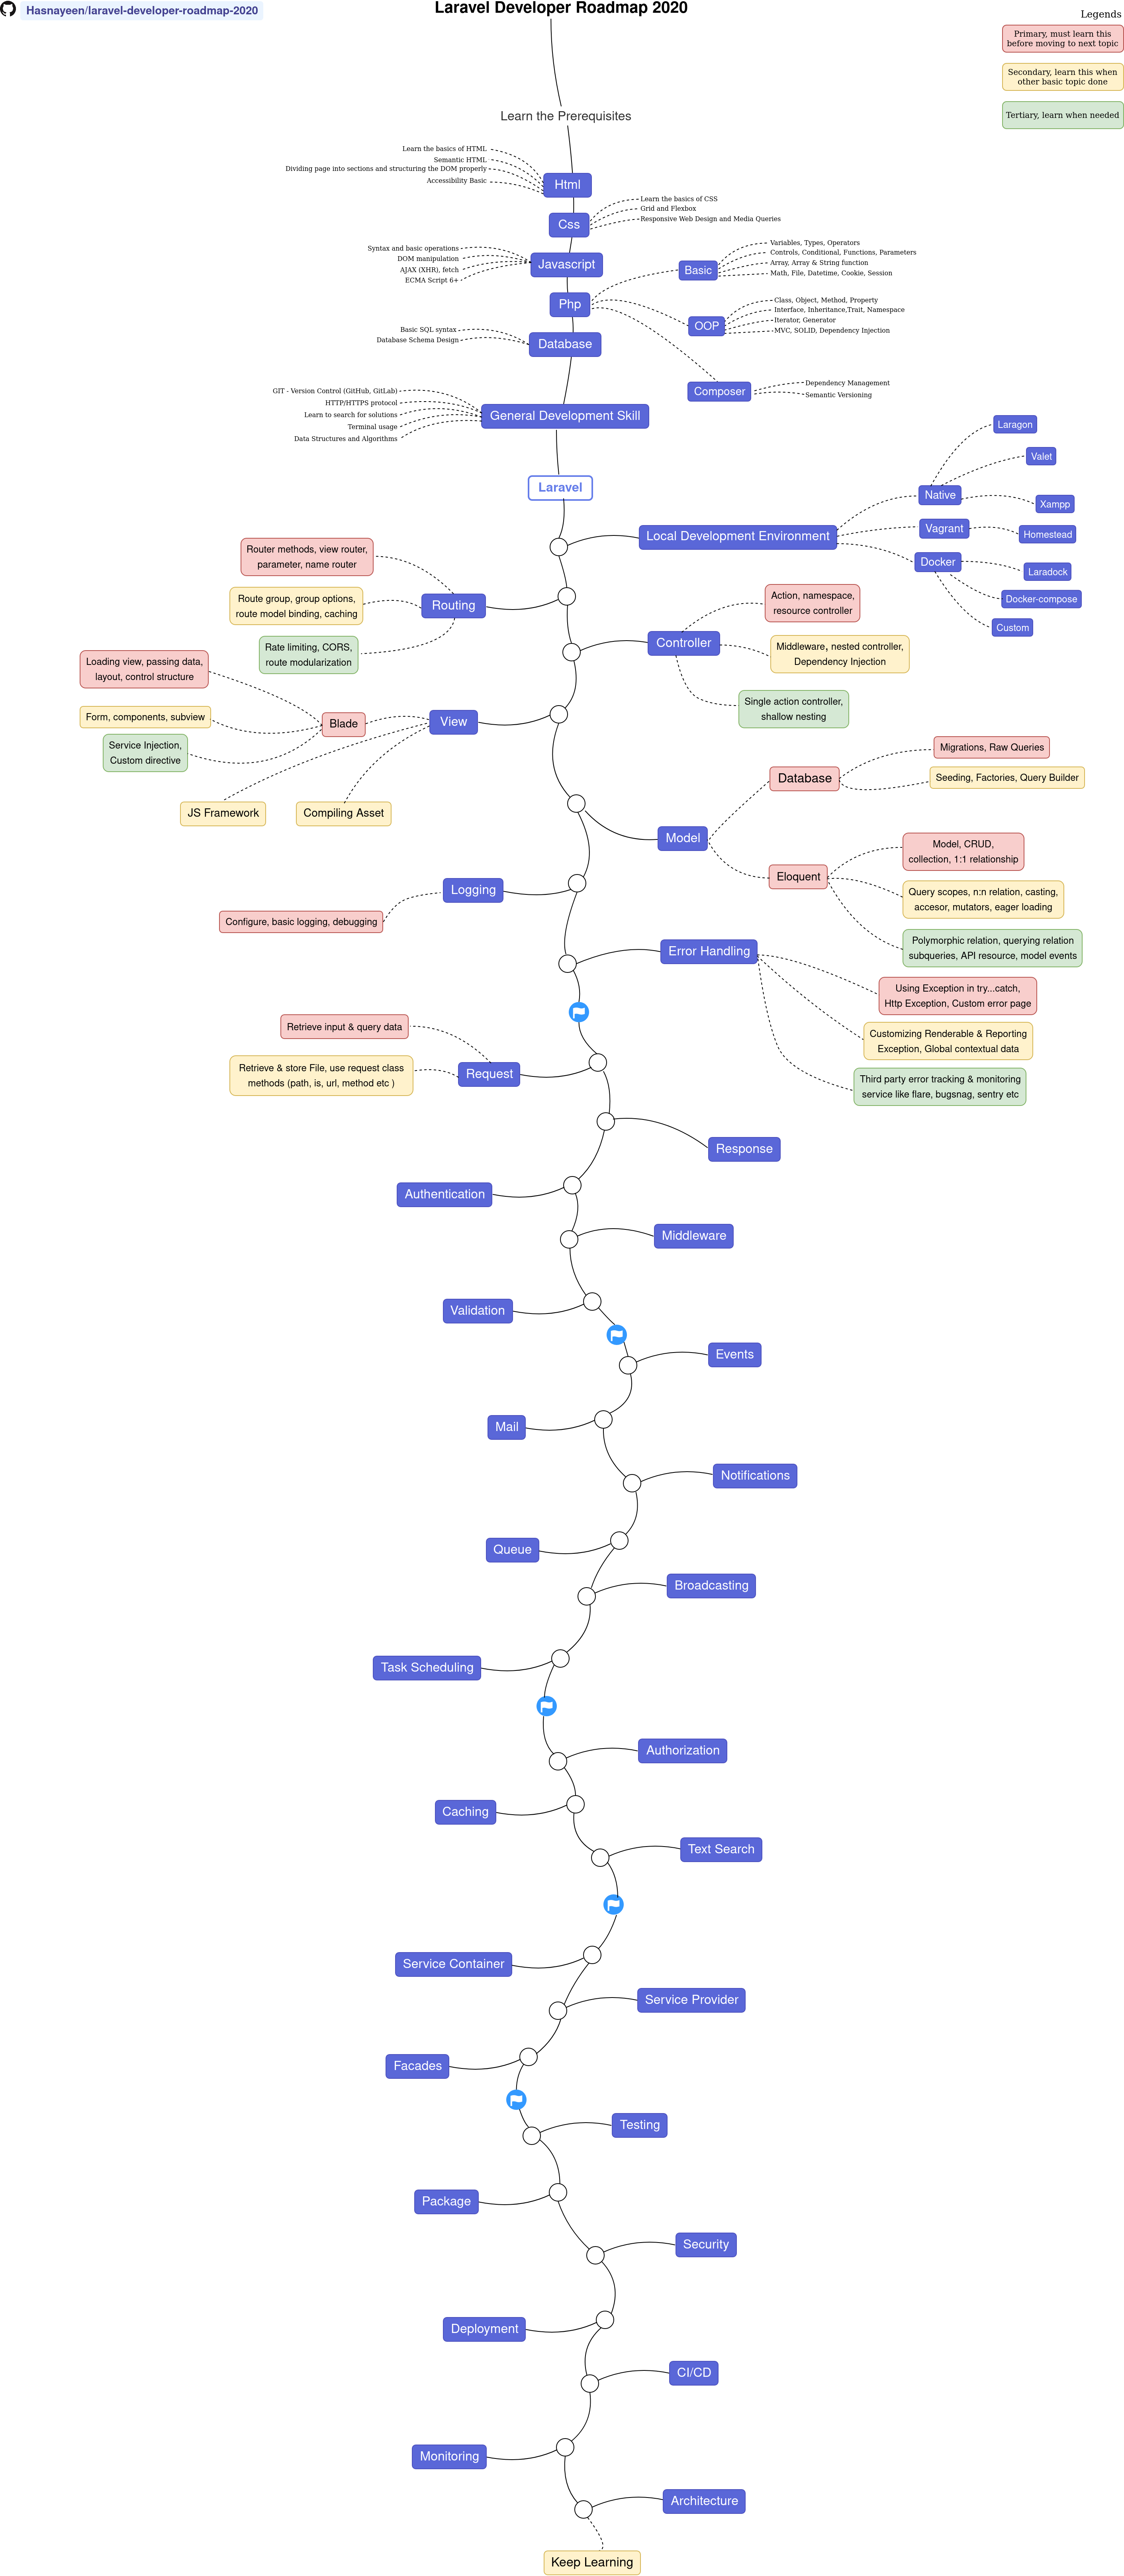 Hasnayeen/laravel-developer-roadmap-2020
Laravel Developer Roadmap 2020
Legends
Primary, must learn this
before moving to next topic
Secondary, learn this when
other basic topic done
Tertiary, learn when needed
Learn the Prerequisites
Learn the basics of HTML
Semantic HTML
Dividing page into sections and structuring the DOM properly
Accessibility Basic
Html
Css
Learn the basics of CSS
Grid and Flexbox
Responsive Web Design and Media Queries
Syntax and basic operations
DOM manipulation
AJAX (XHR), fetch
ECMA Script 6+
Javascript
Php
Basic
Variables, Types, Operators
Controls, Conditional, Functions, Parameters
Array, Array & String function
Math, File, Datetime, Cookie, Session
OOP
Class, Object, Method, Property
Interface, Inheritance,Trait, Namespace
Iterator, Generator
MVC, SOLID, Dependency Injection
Composer
Dependency Management
Semantic Versioning
Basic SQL syntax
Database Schema Design
Database
GIT - Version Control (GitHub, GitLab)
HTTP/HTTPS protocol
Learn to search for solutions
Terminal usage
Data Structures and Algorithms
General Development Skill
Laravel
Local Development Environment
Native
Laragon
Valet
Xampp
Vagrant
Homestead
Docker
Laradock
Docker-compose
Custom
Router methods, view router,
parameter, name router
Route group, group options,
route model binding, caching
Rate limiting, CORS,
route modularization
Routing
Controller
Action, namespace,
resource controller
Middleware, nested controller,
Dependency Injection
Single action controller,
shallow nesting
Loading view, passing data,
layout, control structure
Form, components, subview
Service Injection,
Custom directive
Blade
View
JS Framework
Compiling Asset
Model
Database
Migrations, Raw Queries
Seeding, Factories, Query Builder
Eloquent
Model, CRUD,
collection, 1:1 relationship
Query scopes, n:n relation, casting,
accesor, mutators, eager loading
Polymorphic relation, querying relation
subqueries, API resource, model events
Logging
Configure, basic logging, debugging
Error Handling
Using Exception in try...catch,
Http Exception, Custom error page
Customizing Renderable & Reporting
Exception, Global contextual data
Third party error tracking & monitoring
service like flare, bugsnag, sentry etc
Retrieve input & query data
Retrieve & store File, use request class
methods (path, is, url, method etc )
Request
Response
Authentication
Middleware
Validation
Events
Mail
Notifications
Queue
Broadcasting
Task Scheduling
Authorization
Caching
Text Search
Service Container
Service Provider
Facades
Testing
Package
Security
Deployment
CI/CD
Monitoring
Architecture
Keep Learning